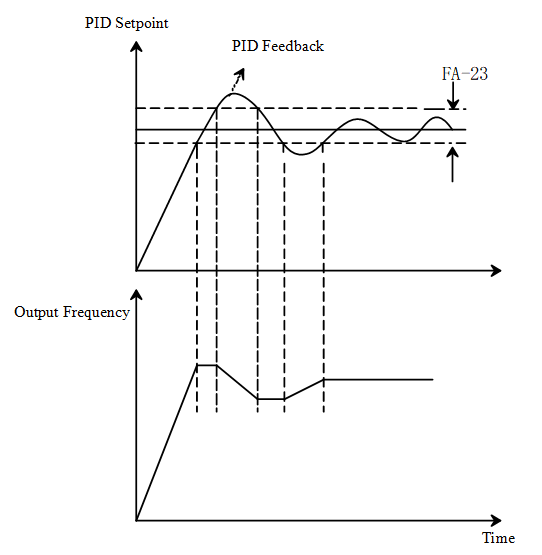 PID Setpoint
PID Feedback
FA-23
Output Frequency
Time